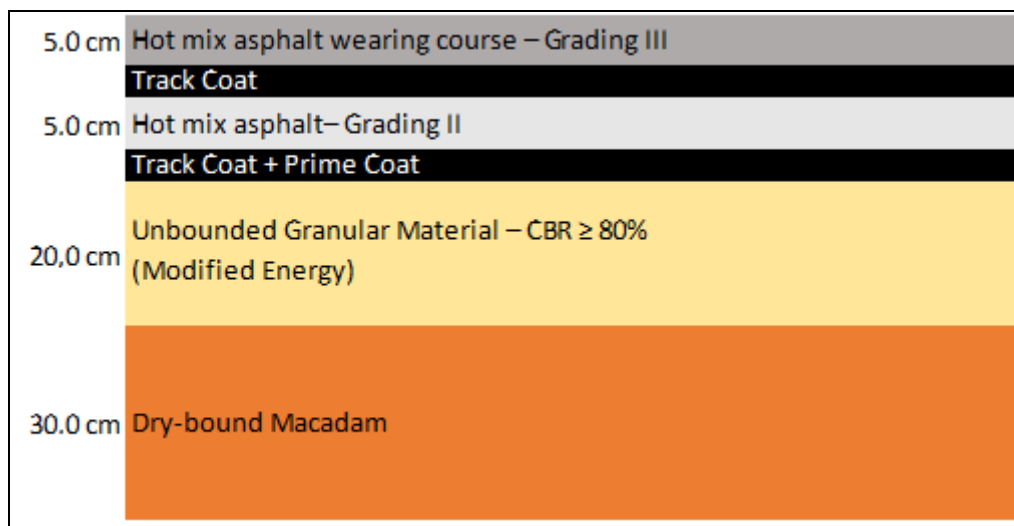 5.0 cm Hot mix asphalt wearing course – Grading III
Track Coat
5.0 cm Hot mix asphalt– Grading II
Track Coat + Prime Coat
Unbounded Granular Material – CBR ≥ 80%
20,0 cm
(Modified Energy)
30.0 cm Dry-bound Macadam